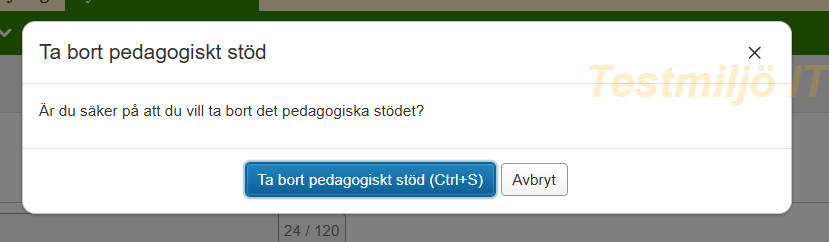 Ta bort pedagogiskt stöd
Testmiljö IT
Är du säker på att du vill ta bort det pedagogiska stödet?
Ta bort pedagogiskt stöd (Ctrl+S)
Avbryt
24 / 120